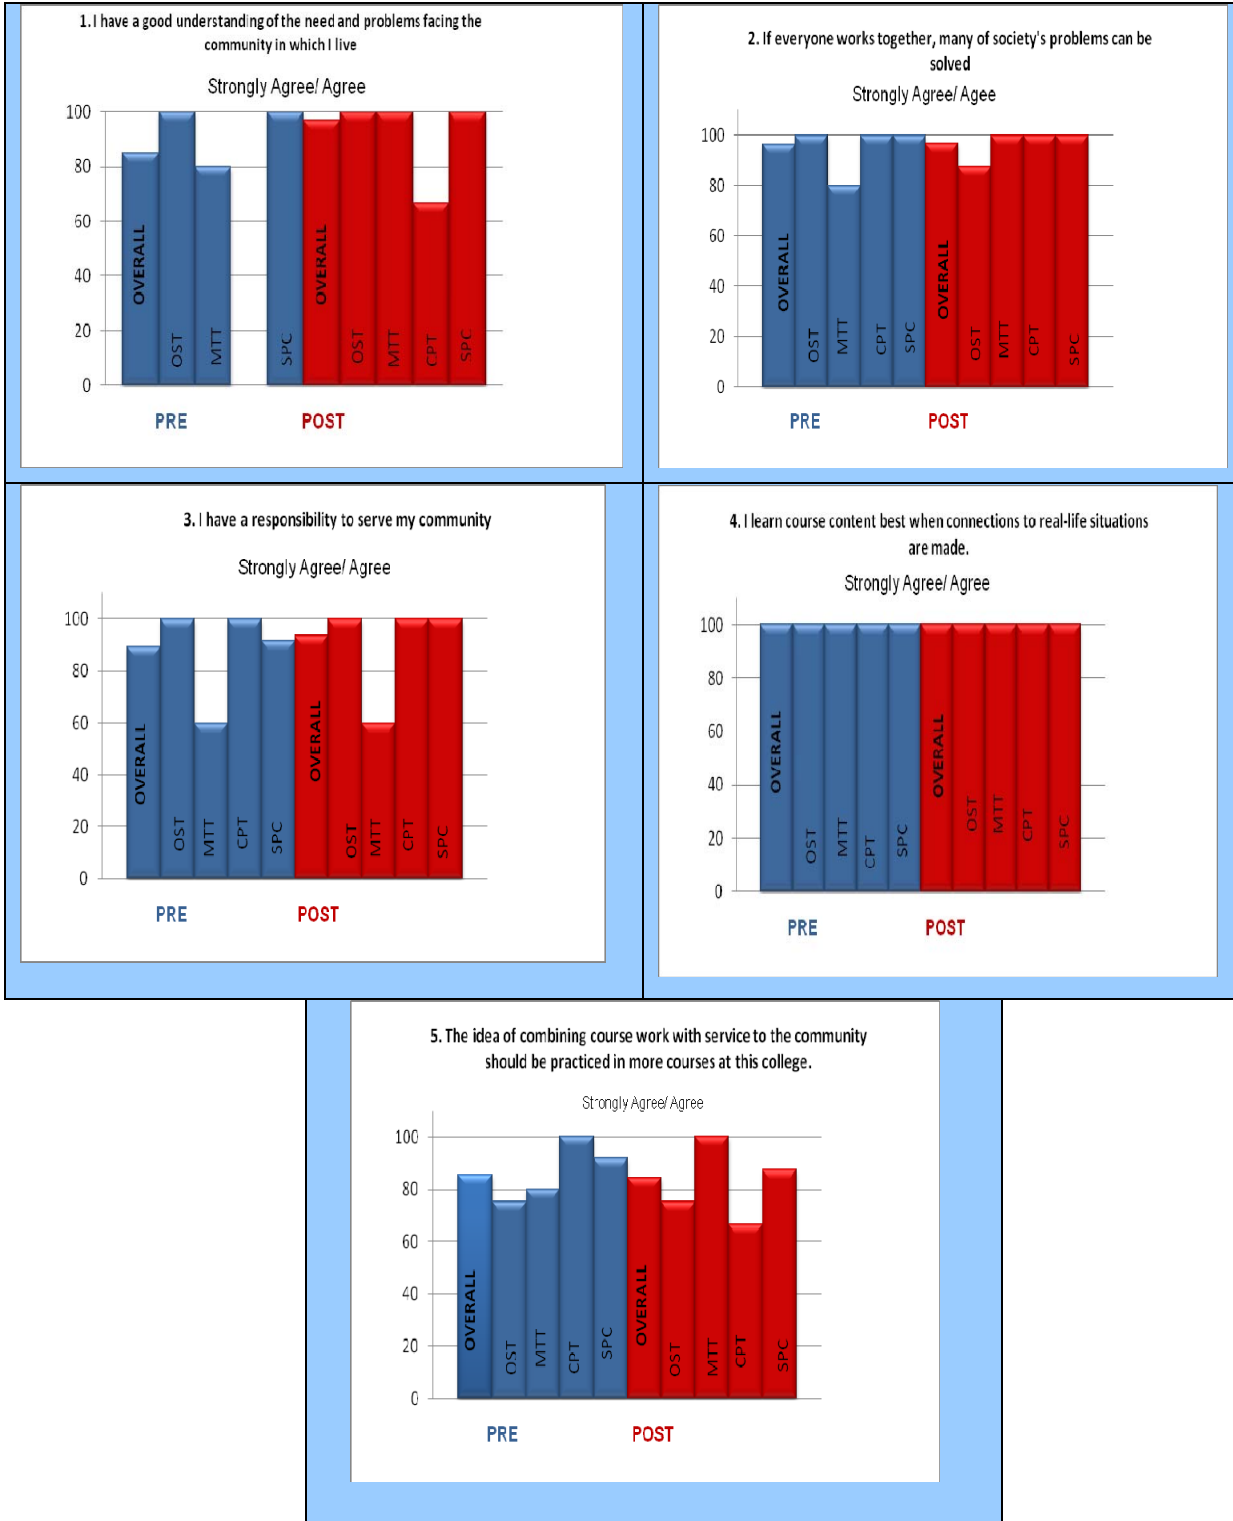 1. I have a good understanding of the need and problems facing the
community in which I live
Strongly Agree/ Agree
100
80
60
40
20
0
OVERALL
OST
MTT
SPC
OVERALL
OST
MTT
CPT
SPC
PRE
POST
2. If everyone works together, many of society's problems can be
solved
Strongly Agree/ Agee
100
80
60
40
20
0
OVERALL
OST
MTT
CPT
SPC
OVERALL
OST
MTT
CPT
SPC
PRE
POST
3. I have a responsibility to serve my community
Strongly Agree/ Agree
100
80
60
40
20
0
OVERALL
OST
MTT
CPT
SPC
OVERALL
OST
MTT
CPT
SPC
PRE
POST
4. I learn course content best when connections to real-life situations
are made.
Strongly Agree/ Agree
100
80
60
40
20
0
OVERALL
OST
MTT
CPT
SPC
OVERALL
OST
MTT
CPT
SPC
PRE
POST
5. The idea of combining course work with service to the community
should be practiced in more courses at this college.
Strongly Agree/ Agree
100
80
60
40
20
0
OVERALL
OST
MTT
CPT
SPC
OVERALL
OST
MTT
CPT
SPC
PRE
POST